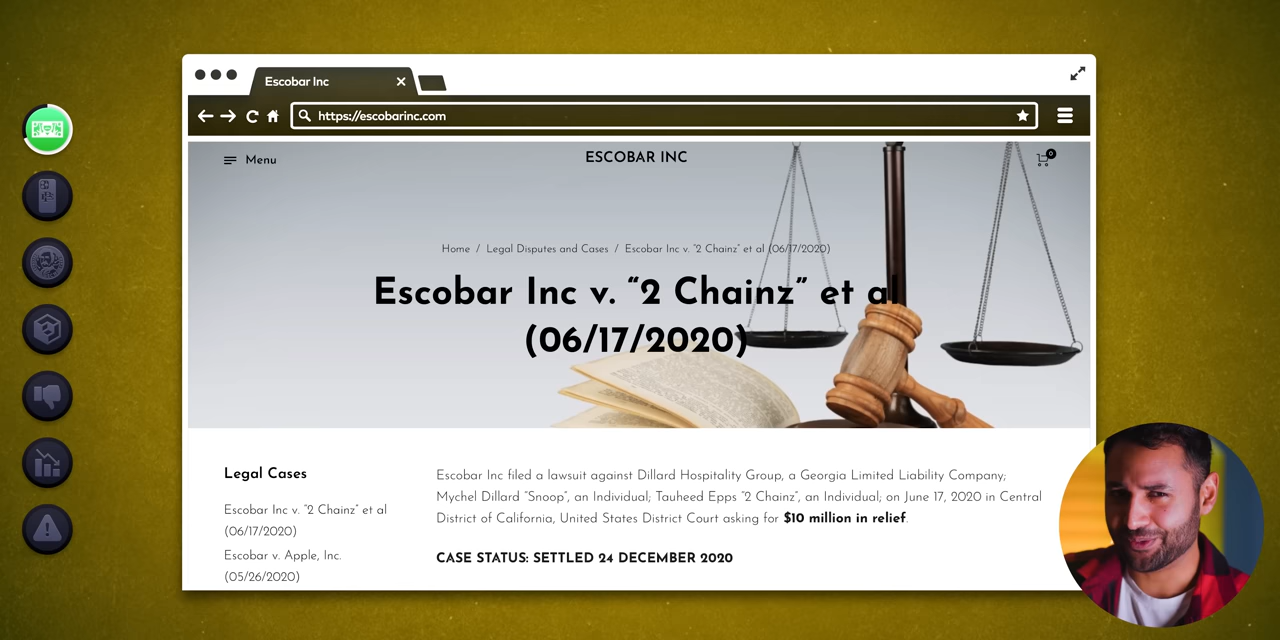 Escobar Inc
https://escobarinc.com
Menu
ESCOBAR INC
0
Home / Legal Disputes and Cases / Escobar Inc v. “2 Chainz” et al (06/17/2020)
Escobar Inc v. “2 Chainz” et al
(06/17/2020)
Legal Cases
Escobar Inc v. “2 Chainz” et al
(06/17/2020)
Escobar v. Apple, Inc.
(05/26/2020)
Escobar Inc filed a lawsuit against Dillard Hospitality Group, a Georgia Limited Liability Company;
Mychel Dillard “Snoop”, an Individual; Tauheed Epps “2 Chainz”, an Individual; on June 17, 2020 in Central
District of California, United States District Court asking for $10 million in relief.
CASE STATUS: SETTLED 24 DECEMBER 2020